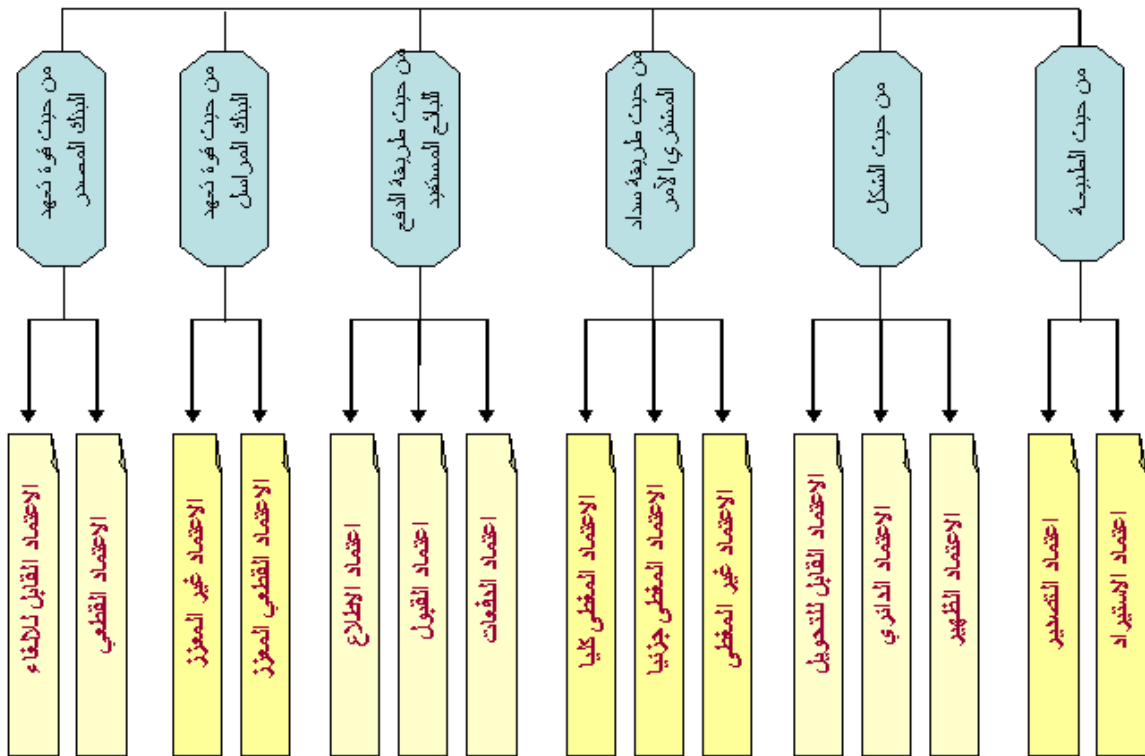 من حيث الطبيعة
من حيث الشكل
من حيث طريقة سداد
المشتري الآمر
من حيث طريقة الدفع
للبائع المستفيد
من حيث قوة تعهد
البنك المراسل
من حيث قوة تعهد
البنك المصدر
اعتماد الاستيراد
اعتماد التصدير
الاعتماد الظهير
الاعتماد الدائري
الاعتماد القابل للتحويل
الاعتماد غير المغطى
الاعتماد المغطى جزئيا
الاعتماد المغطى كليا
اعتماد الدفعات
اعتماد القبول
اعتماد الاطلاع
الاعتماد القطعي المعزز
الاعتماد غير المعزز
الاعتماد القطعي
الاعتماد القابل للالغاء